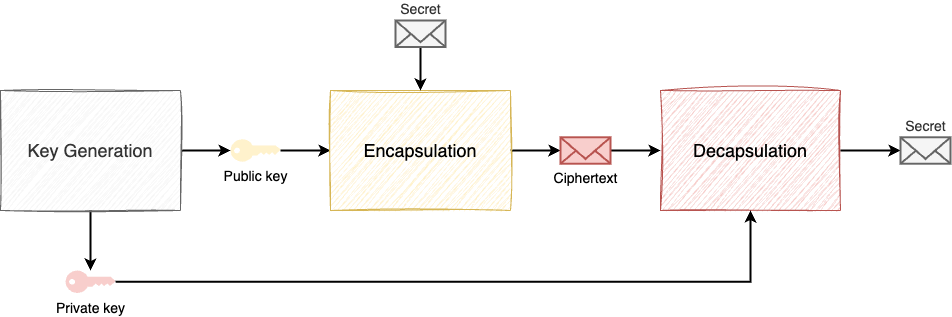 Secret
Key Generation
Public key
Encapsulation
Ciphertext
Decapsulation
Secret
Private key